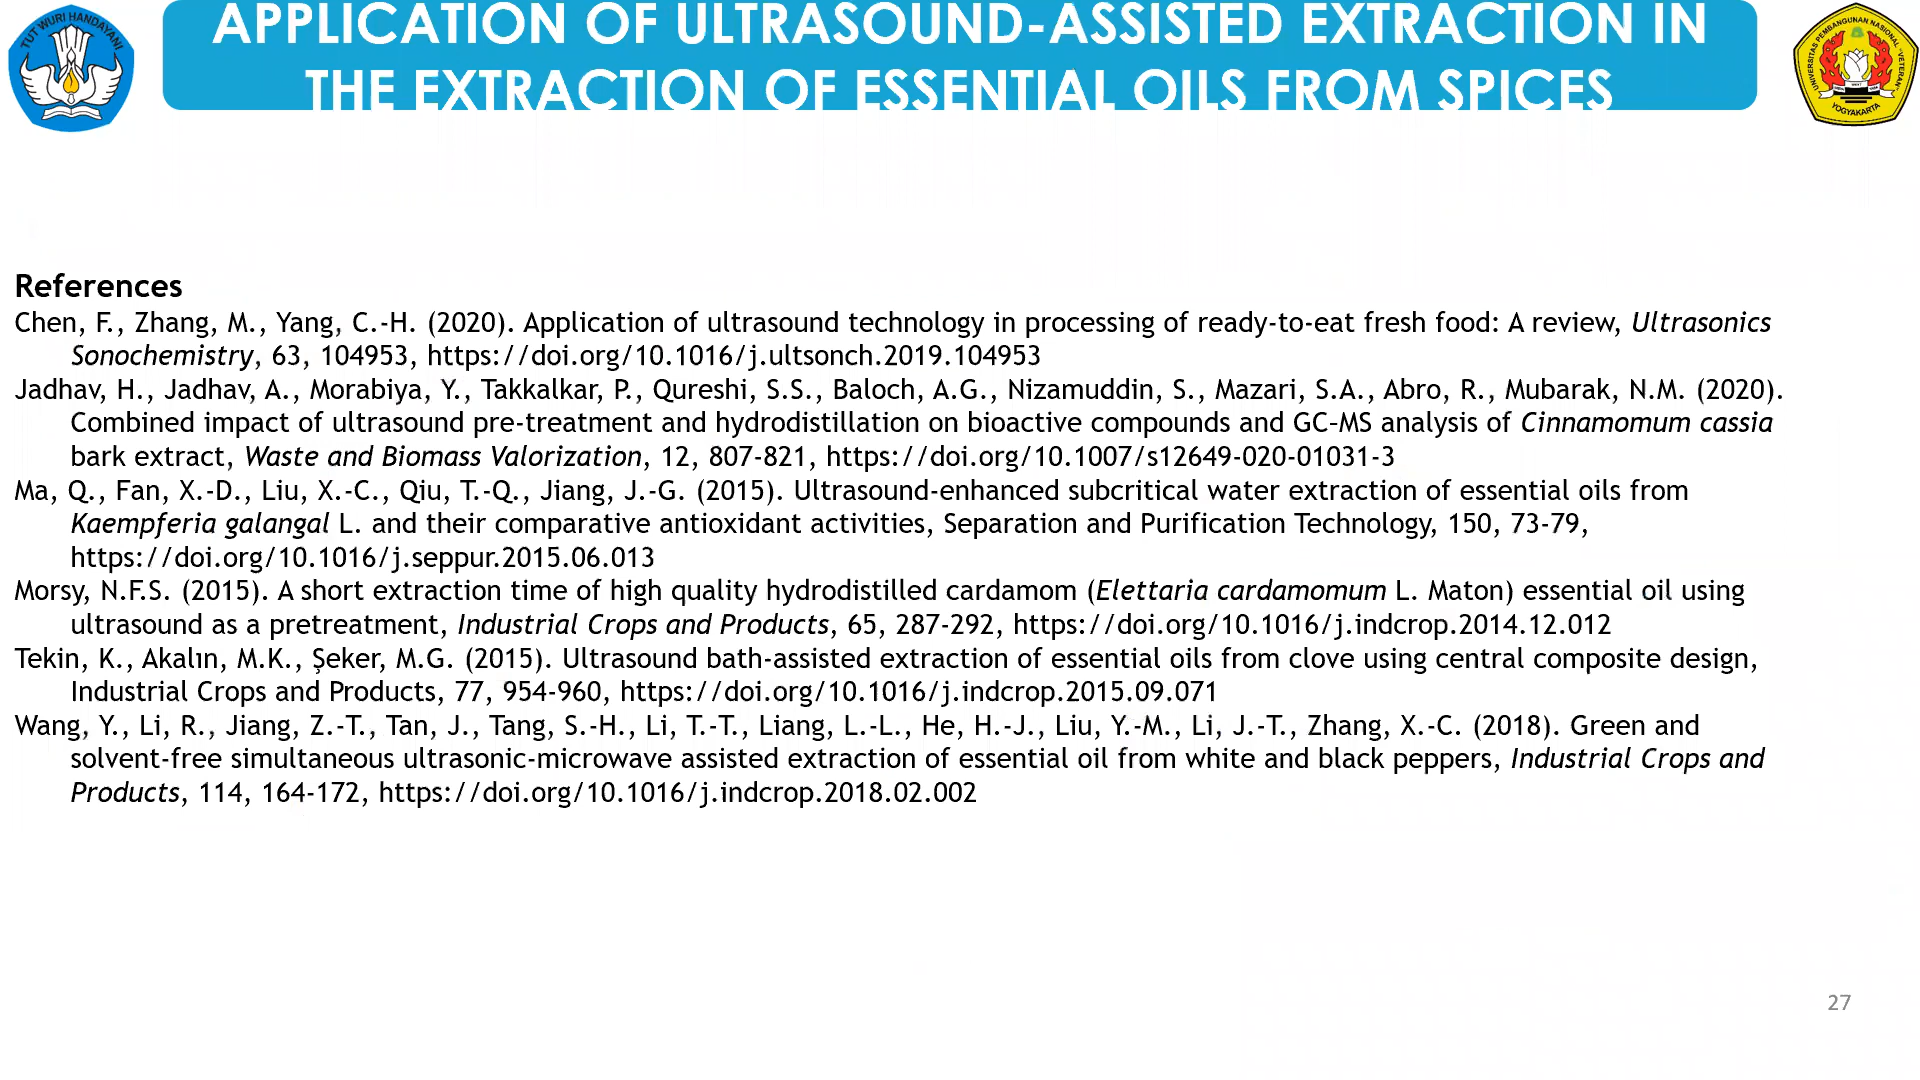 APPLICATION OF ULTRASOUND-ASSISTED EXTRACTION IN
THE EXTRACTION OF ESSENTIAL OILS FROM SPICES
TUT WURI HANDAYANI
UNIVERSITAS PEMBANGUNAN NASIONAL "VETERAN"
YOGYAKARTA
References
Chen, F., Zhang, M., Yang, C.-H. (2020). Application of ultrasound technology in processing of ready-to-eat fresh food: A review, Ultrasonics
Sonochemistry, 63, 104953, https://doi.org/10.1016/j.ultsonch.2019.104953
Jadhav, H., Jadhav, A., Morabiya, Y., Takkalkar, P., Qureshi, S.S., Baloch, A.G., Nizamuddin, S., Mazari, S.A., Abro, R., Mubarak, N.M. (2020).
Combined impact of ultrasound pre-treatment and hydrodistillation on bioactive compounds and GC–MS analysis of Cinnamomum cassia
bark extract, Waste and Biomass Valorization, 12, 807-821, https://doi.org/10.1007/s12649-020-01031-3
Ma, Q., Fan, X.-D., Liu, X.-C., Qiu, T.-Q., Jiang, J.-G. (2015). Ultrasound-enhanced subcritical water extraction of essential oils from
Kaempferia galangal L. and their comparative antioxidant activities, Separation and Purification Technology, 150, 73-79,
https://doi.org/10.1016/j.seppur.2015.06.013
Morsy, N.F.S. (2015). A short extraction time of high quality hydrodistilled cardamom (Elettaria cardamomum L. Maton) essential oil using
ultrasound as a pretreatment, Industrial Crops and Products, 65, 287-292, https://doi.org/10.1016/j.indcrop.2014.12.012
Tekin, K., Akalın, M.K., Şeker, M.G. (2015). Ultrasound bath-assisted extraction of essential oils from clove using central composite design,
Industrial Crops and Products, 77, 954-960, https://doi.org/10.1016/j.indcrop.2015.09.071
Wang, Y., Li, R., Jiang, Z.-T., Tan, J., Tang, S.-H., Li, T.-T., Liang, L.-L., He, H.-J., Liu, Y.-M., Li, J.-T., Zhang, X.-C. (2018). Green and
solvent-free simultaneous ultrasonic-microwave assisted extraction of essential oil from white and black peppers, Industrial Crops and
Products, 114, 164-172, https://doi.org/10.1016/j.indcrop.2018.02.002
27